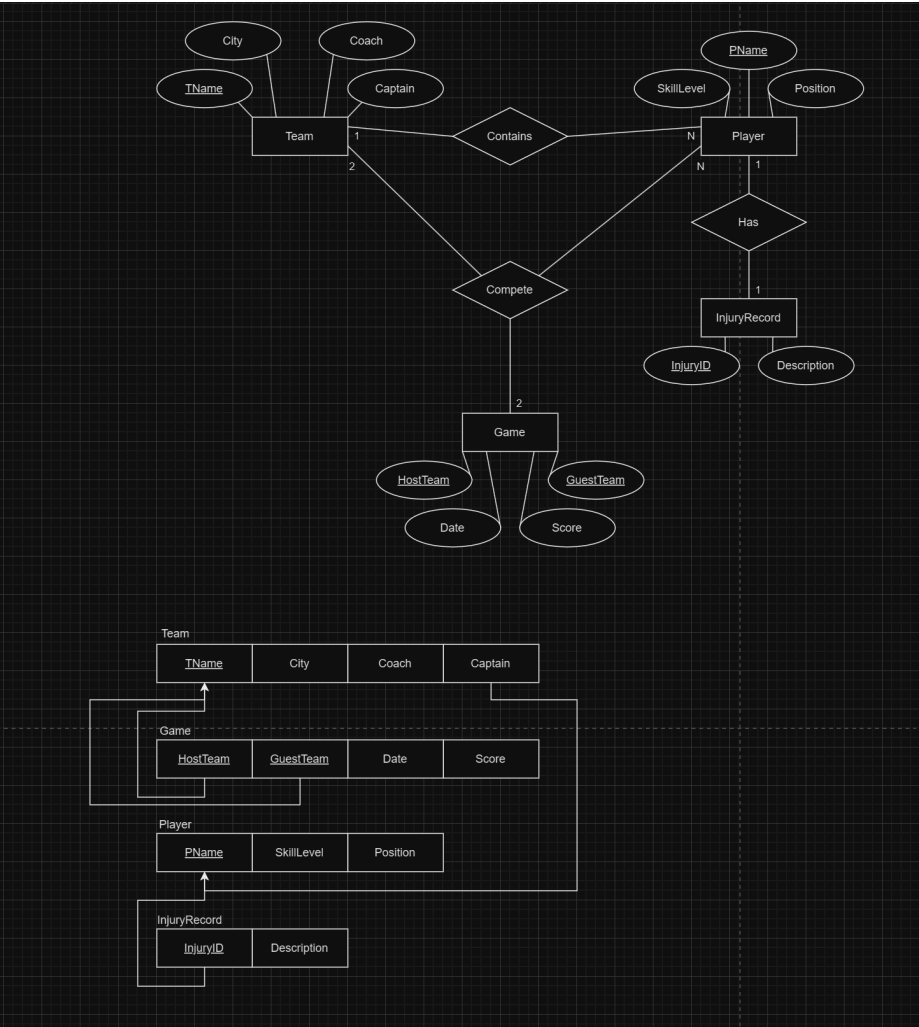 City
Coach
PName
TName
Captain
SkillLevel
Position
Team
1
Contains
N
Player
2
N
1
Has
Compete
1
InjuryRecord
InjuryID
Description
2
Game
HostTeam
GuestTeam
Date
Score
Team
TName City Coach Captain
Game
HostTeam GuestTeam Date Score
Player
PName SkillLevel Position
InjuryRecord
InjuryID Description